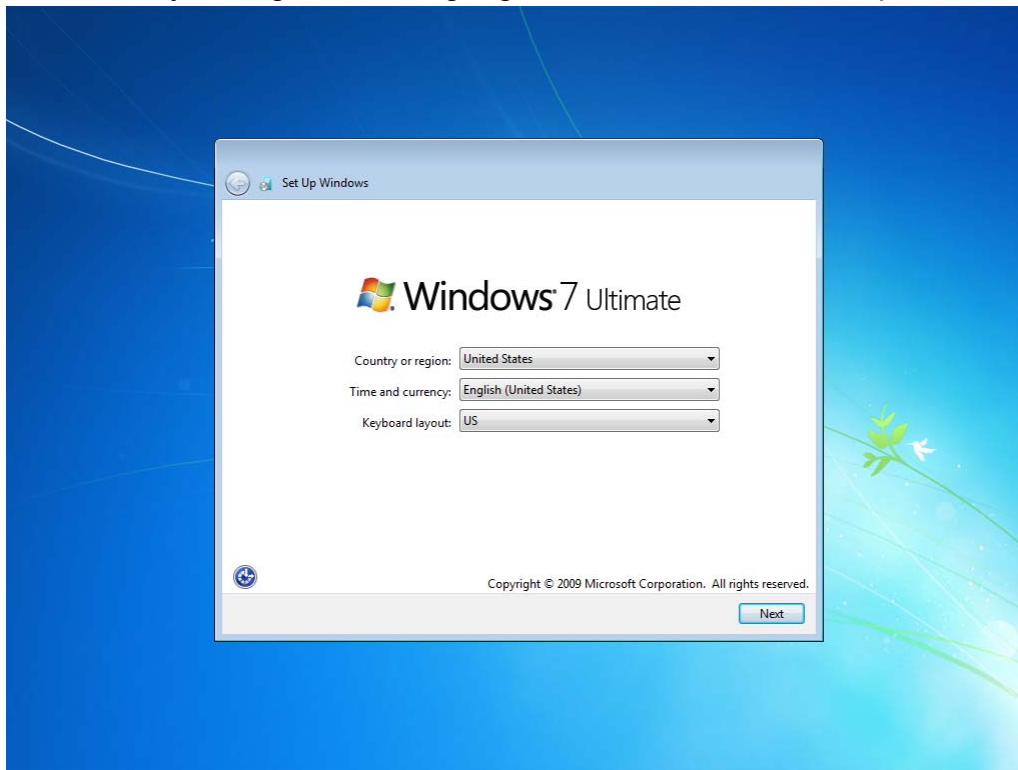 Set Up Windows
Windows 7 Ultimate
Country or region: United States
Time and currency: English (United States)
Keyboard layout: US
Copyright © 2009 Microsoft Corporation. All rights reserved.
Next